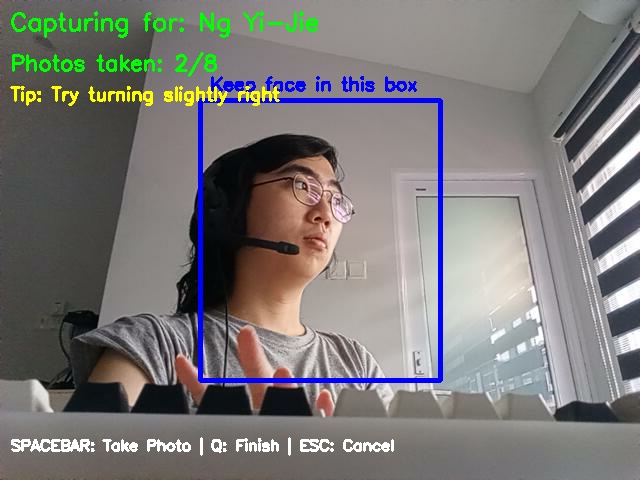 Capturing for: Ng Yi-Jie
Photos taken: 2/8
Keep face in this box
Tip: Try turning slightly right
SPACEBAR: Take Photo | Q: Finish | ESC: Cancel